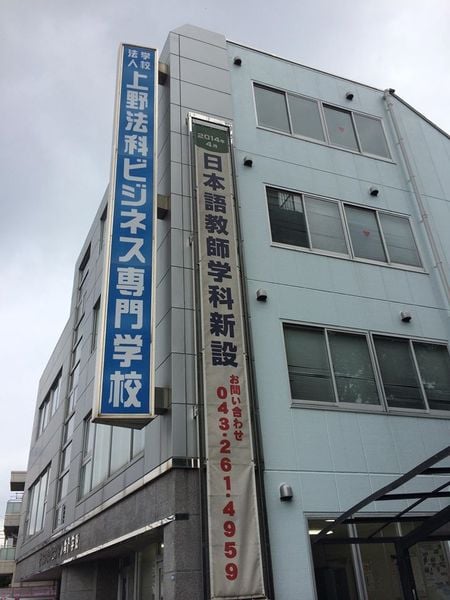 学校
法人
上野法科ビジネス専門学校
2014年
4月
日本語教師学科新設
お問い合わせ
043-261-4959